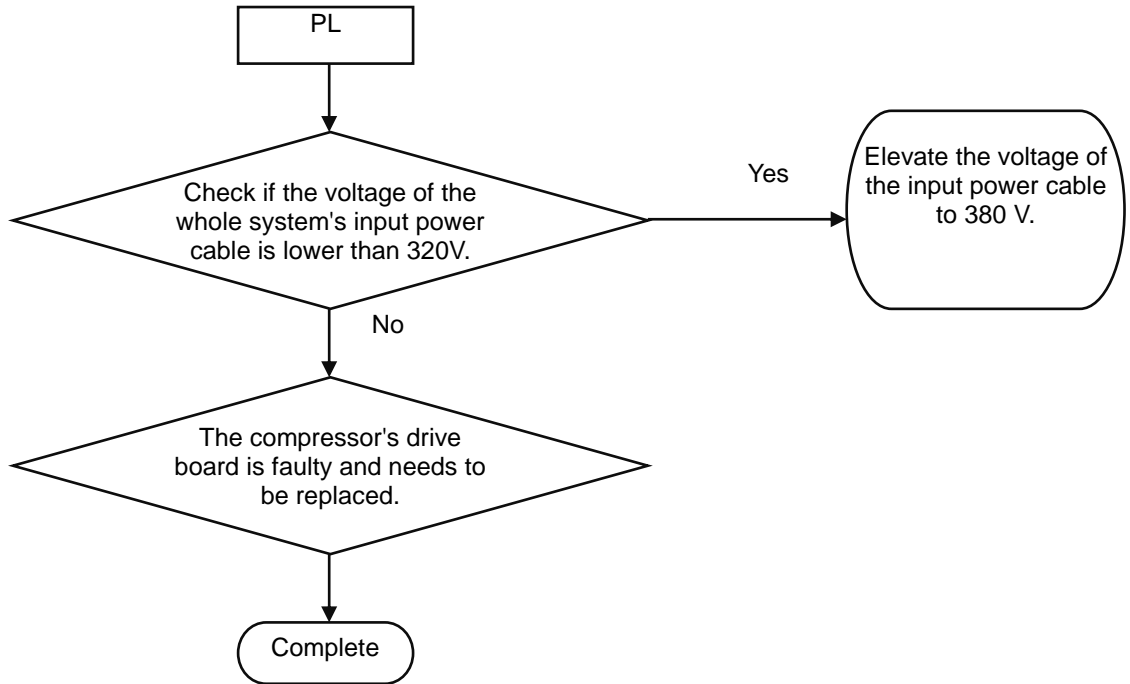 PL
Check if the voltage of the
whole system's input power
cable is lower than 320V.
Yes
Elevate the voltage of
the input power cable
to 380 V.
No
The compressor's drive
board is faulty and needs to
be replaced.
Complete